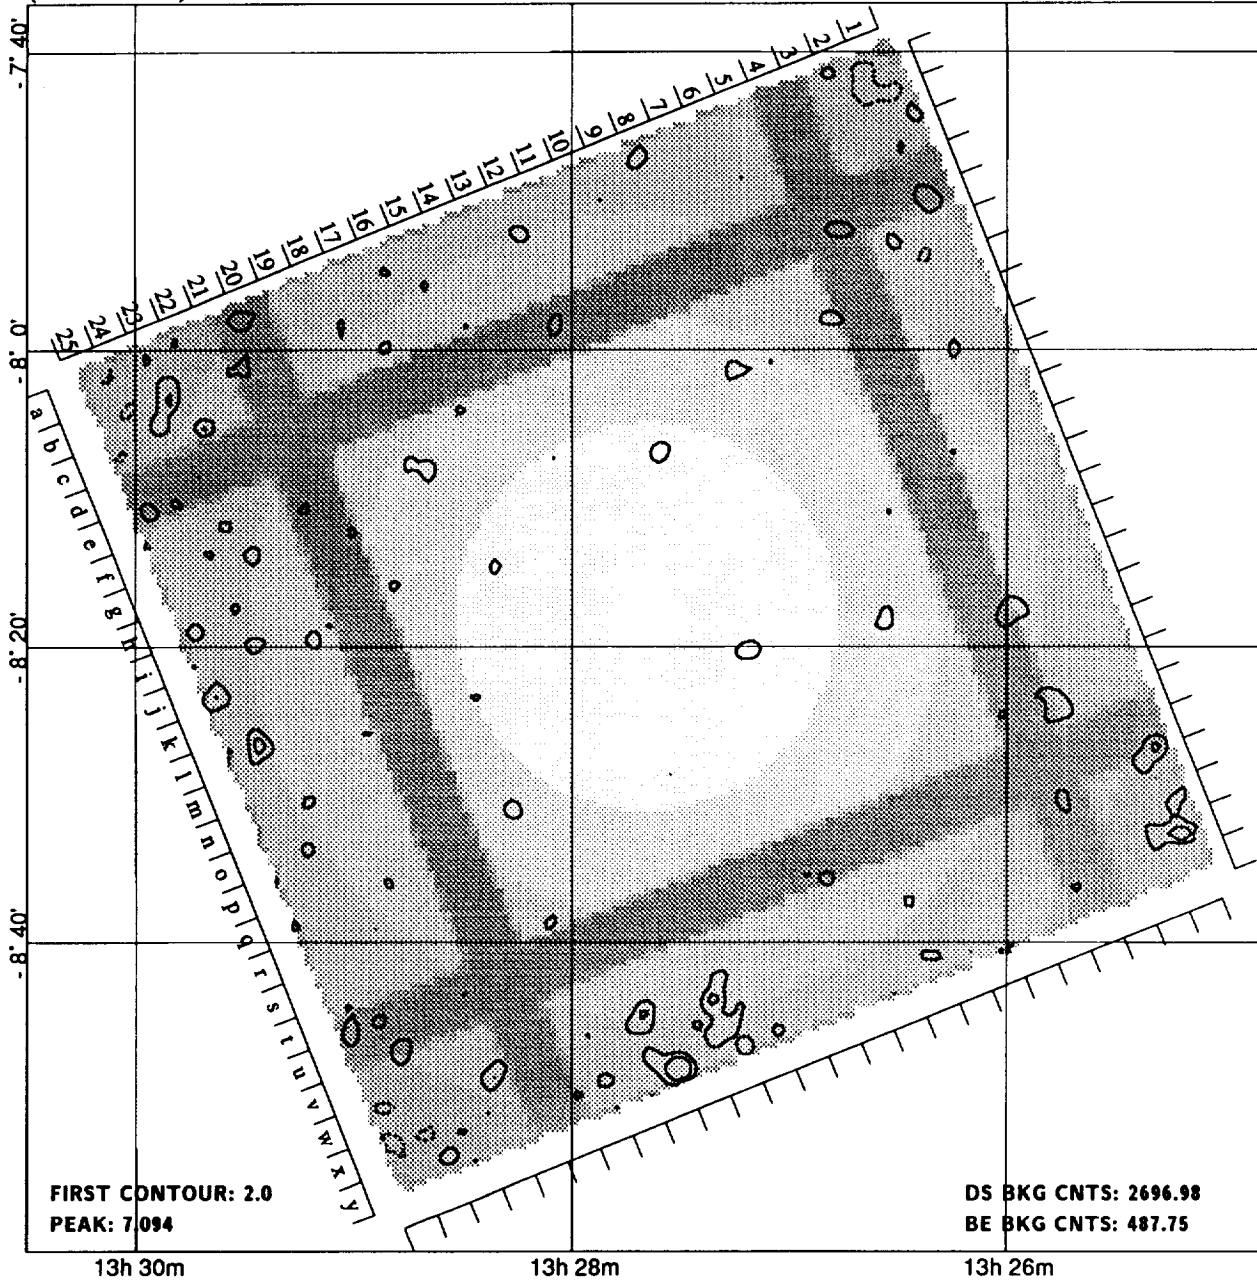 1
2
3
4
5
6
7
8
9
10
11
12
13
14
15
16
17
18
19
20
21
22
23
24
25
-7° 40'
-8° 0'
-8° 20'
-8° 40'
a
b
c
d
e
f
g
h
i
j
k
l
m
n
o
p
q
r
s
t
u
v
w
x
y
FIRST CONTOUR: 2.0
PEAK: 7.094
DS BKG CNTS: 2696.98
BE BKG CNTS: 487.75
13h 30m
13h 28m
13h 26m